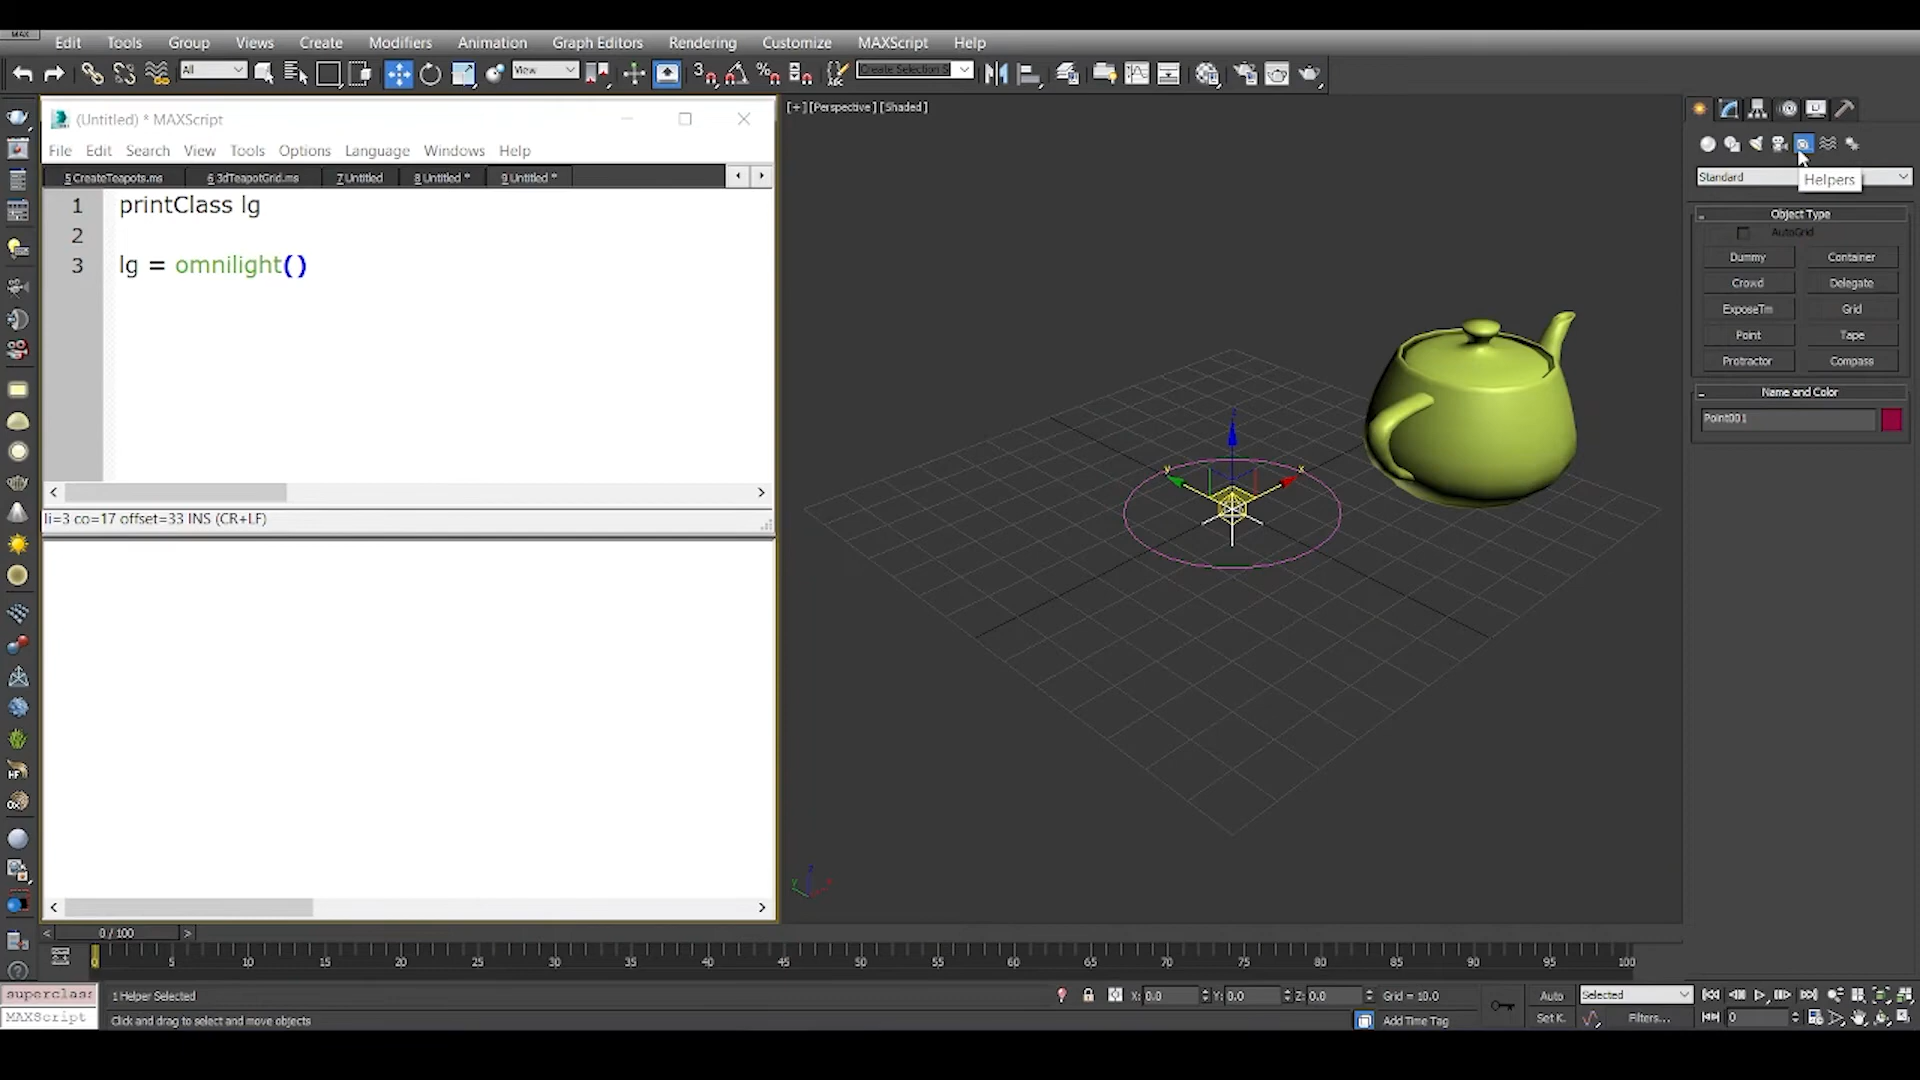 MAX
Edit Tools Group Views Create Modifiers Animation Graph Editors Rendering Customize MAXScript Help
All
View
Create Selection S
(Untitled) * MAXScript
File Edit Search View Tools Options Language Windows Help
5 CreateTeapots.ms 6 3dTeapotGrid.ms 7 Untitled 8 Untitled * 9 Untitled *
1 printClass lg
2
3 lg = omnilight()
li=3 co=17 offset=33 INS (CR+LF)
[+] [Perspective] [Shaded]
z
y x
Standard
Helpers
Object Type
AutoGrid
Dummy Container
Crowd Delegate
ExposeTm Grid
Point Tape
Protractor Compass
Name and Color
Point001
HF
0 / 100
5 10 15 20 25 30 35 40 45 50 55 60 65 70 75 80 85 90 95 100
superclass
MAXScript
1 Helper Selected
Click and drag to select and move objects
X: 0.0 Y: 0.0 Z: 0.0 Grid = 10.0
Add Time Tag
Auto Selected
Set K. Filters...
0